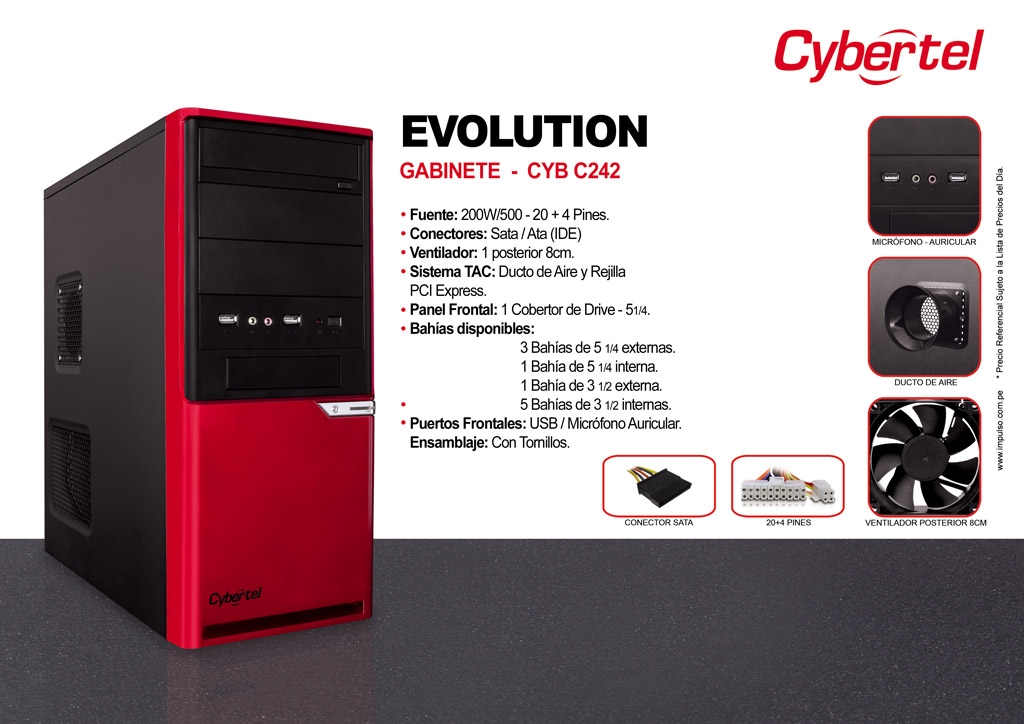 Cybertel
EVOLUTION
GABINETE - CYB C242
• Fuente: 200W/500 - 20 + 4 Pines.
• Conectores: Sata / Ata (IDE)
• Ventilador: 1 posterior 8cm.
• Sistema TAC: Ducto de Aire y Rejilla
PCI Express.
• Panel Frontal: 1 Cobertor de Drive - 51/4.
• Bahías disponibles:
3 Bahías de 5 1/4 externas.
1 Bahía de 5 1/4 interna.
1 Bahía de 3 1/2 externa.
• 5 Bahías de 3 1/2 internas.
• Puertos Frontales: USB / Micrófono Auricular.
Ensamblaje: Con Tornillos.
CONECTOR SATA
20+4 PINES
MICRÓFONO - AURICULAR
DUCTO DE AIRE
VENTILADOR POSTERIOR 8CM
www.impulso.com.pe * Precio Referencial Sujeto a la Lista de Precios del Día.
Cybertel